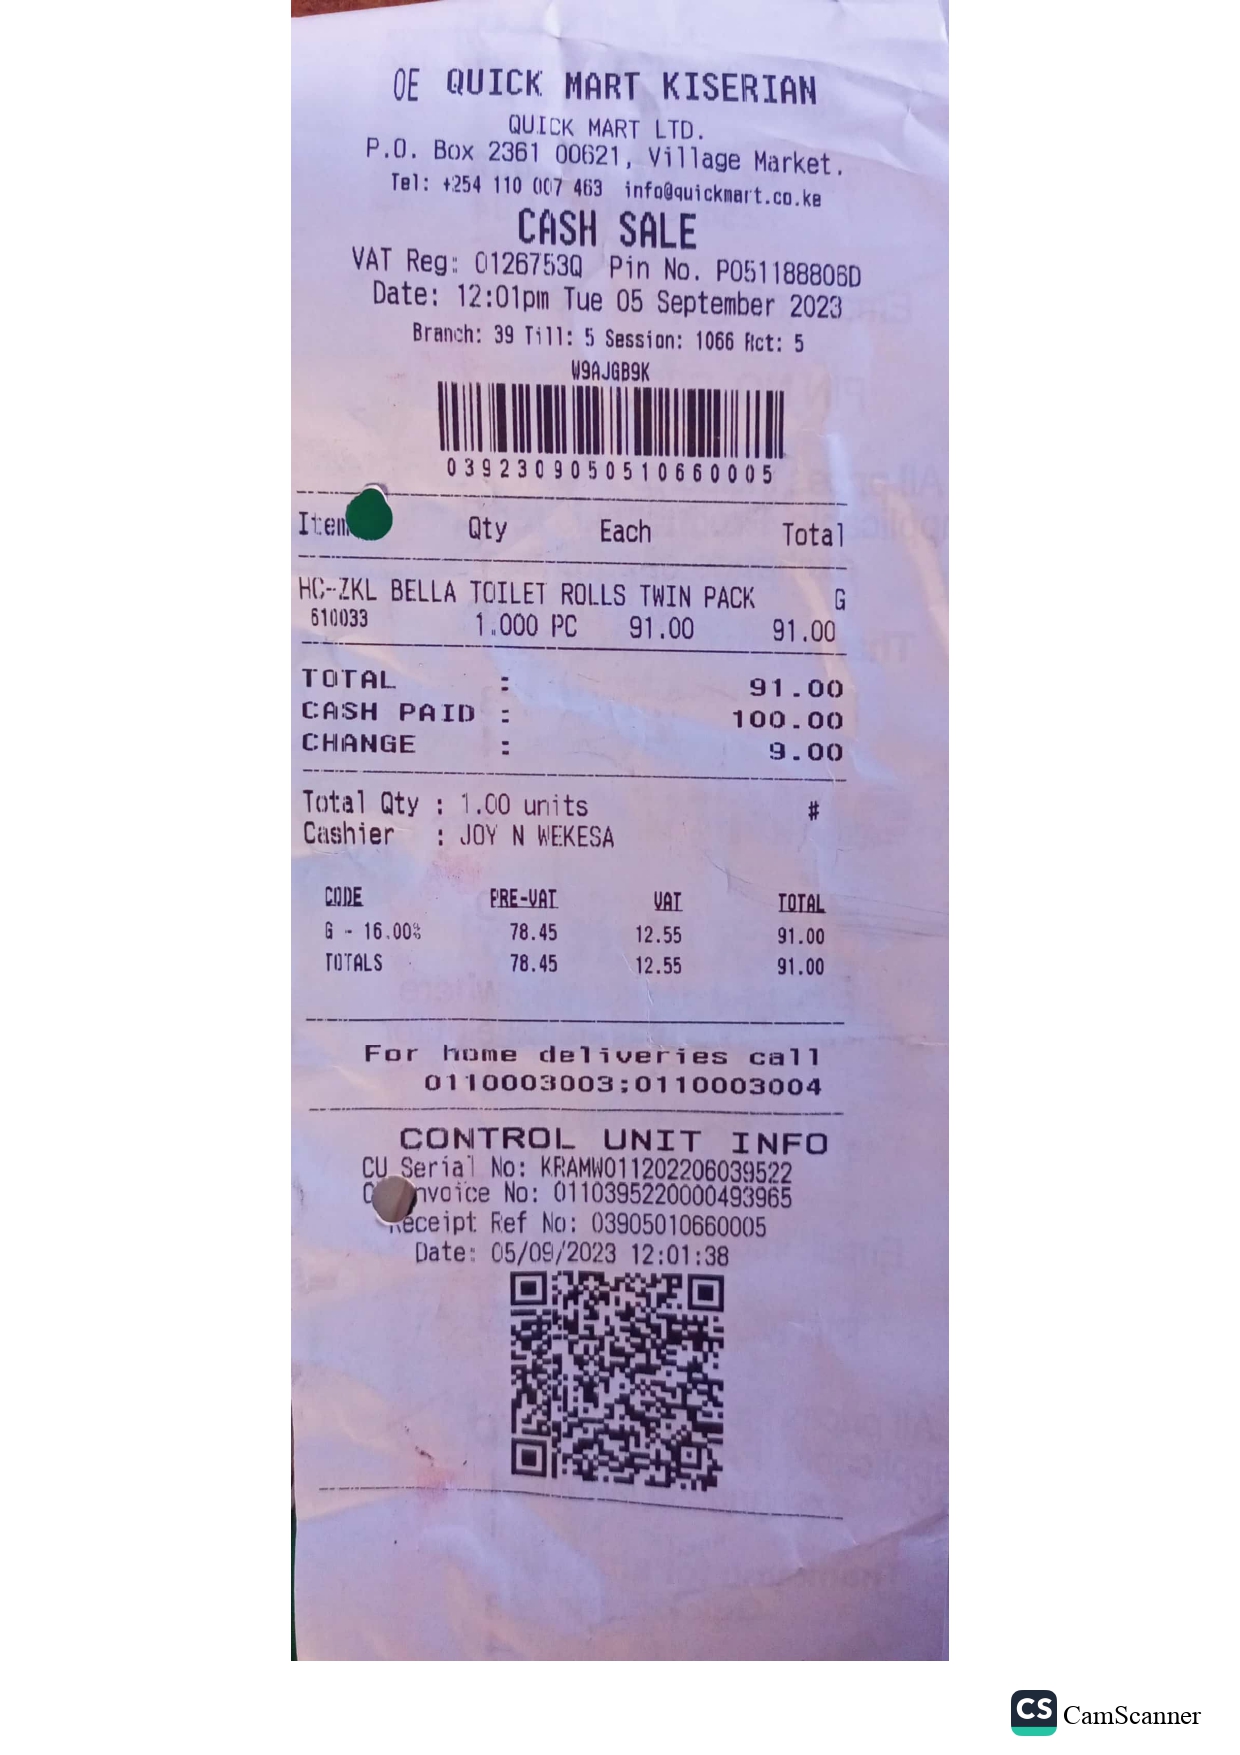 OE QUICK MART KISERIAN
QUICK MART LTD.
P.O. Box 2361 00621, Village Market.
Tel: +254 110 007 463 info@quickmart.co.ke
CASH SALE
VAT Reg: 0126753Q Pin No. P051188806D
Date: 12:01pm Tue 05 September 2023
Branch: 39 Till: 5 Session: 1066 Rct: 5
W9AJGB9K
0392309050510660005
Qty Each Total
HC-ZKL BELLA TOILET ROLLS TWIN PACK G
610033 1.000 PC 91.00 91.00
TOTAL : 91.00
CASH PAID : 100.00
CHANGE : 9.00
Total Qty : 1.00 units #
Cashier : JOY N WEKESA
CODE PRE-VAT VAT TOTAL
G - 16.00% 78.45 12.55 91.00
TOTALS 78.45 12.55 91.00
For home deliveries call
0110003003;0110003004
CONTROL UNIT INFO
CU Serial No: KRAMW011202206039522
No: 0110395220000493965
Receipt Ref No: 03905010660005
Date: 05/09/2023 12:01:38
CS CamScanner